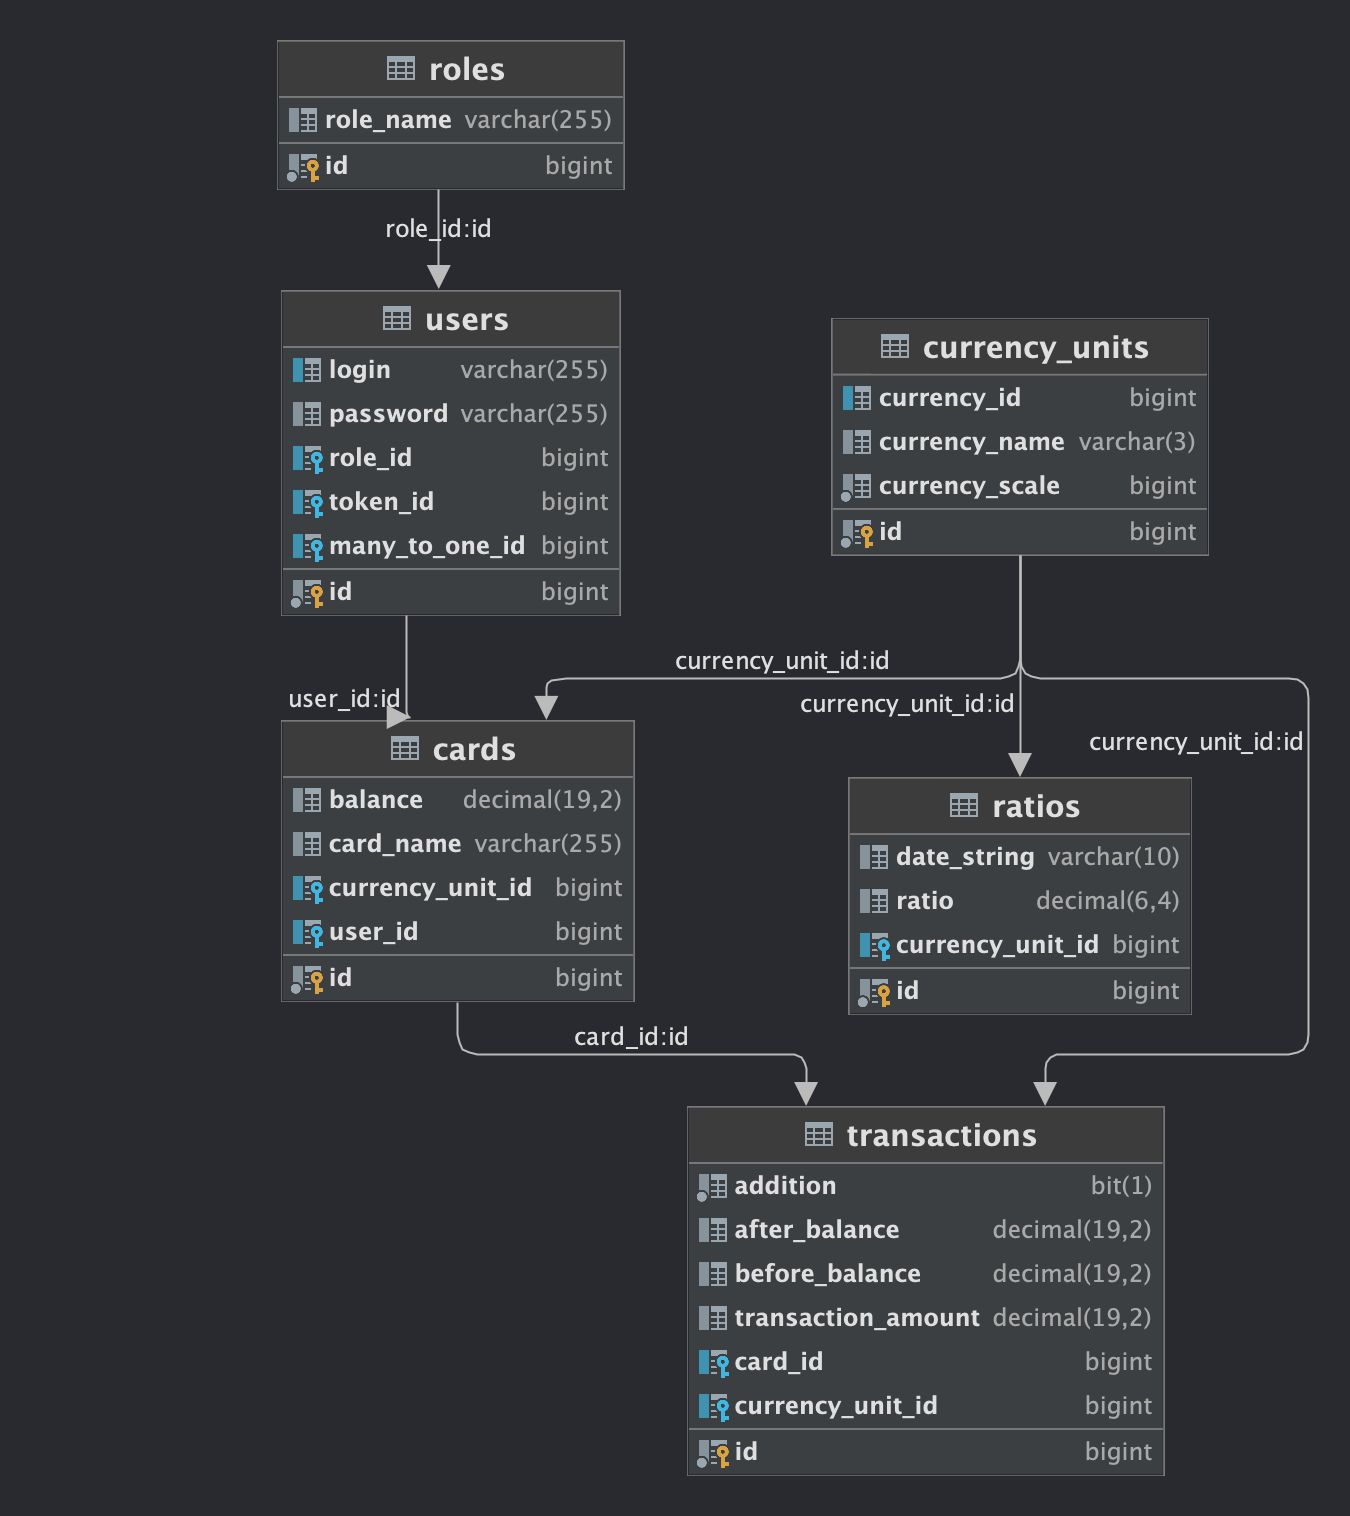 roles
role_name varchar(255)
id bigint
role_id:id
users
login varchar(255)
password varchar(255)
role_id bigint
token_id bigint
many_to_one_id bigint
id bigint
currency_units
currency_id bigint
currency_name varchar(3)
currency_scale bigint
id bigint
user_id:id
currency_unit_id:id
currency_unit_id:id
currency_unit_id:id
cards
balance decimal(19,2)
card_name varchar(255)
currency_unit_id bigint
user_id bigint
id bigint
ratios
date_string varchar(10)
ratio decimal(6,4)
currency_unit_id bigint
id bigint
card_id:id
transactions
addition bit(1)
after_balance decimal(19,2)
before_balance decimal(19,2)
transaction_amount decimal(19,2)
card_id bigint
currency_unit_id bigint
id bigint